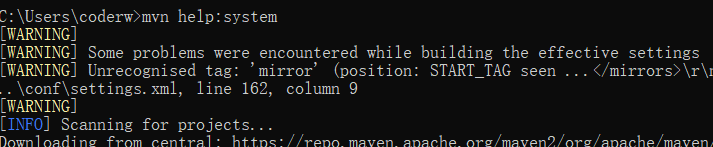 C:\Users\coderw>mvn help:system
[WARNING]
[WARNING] Some problems were encountered while building the effective settings
[WARNING] Unrecognised tag: 'mirror' (position: START_TAG seen ...</mirrors>\r\n
..\conf\settings.xml, line 162, column 9
[WARNING]
[INFO] Scanning for projects...
Downloading from central: https://repo.maven.apache.org/maven2/org/apache/maven/